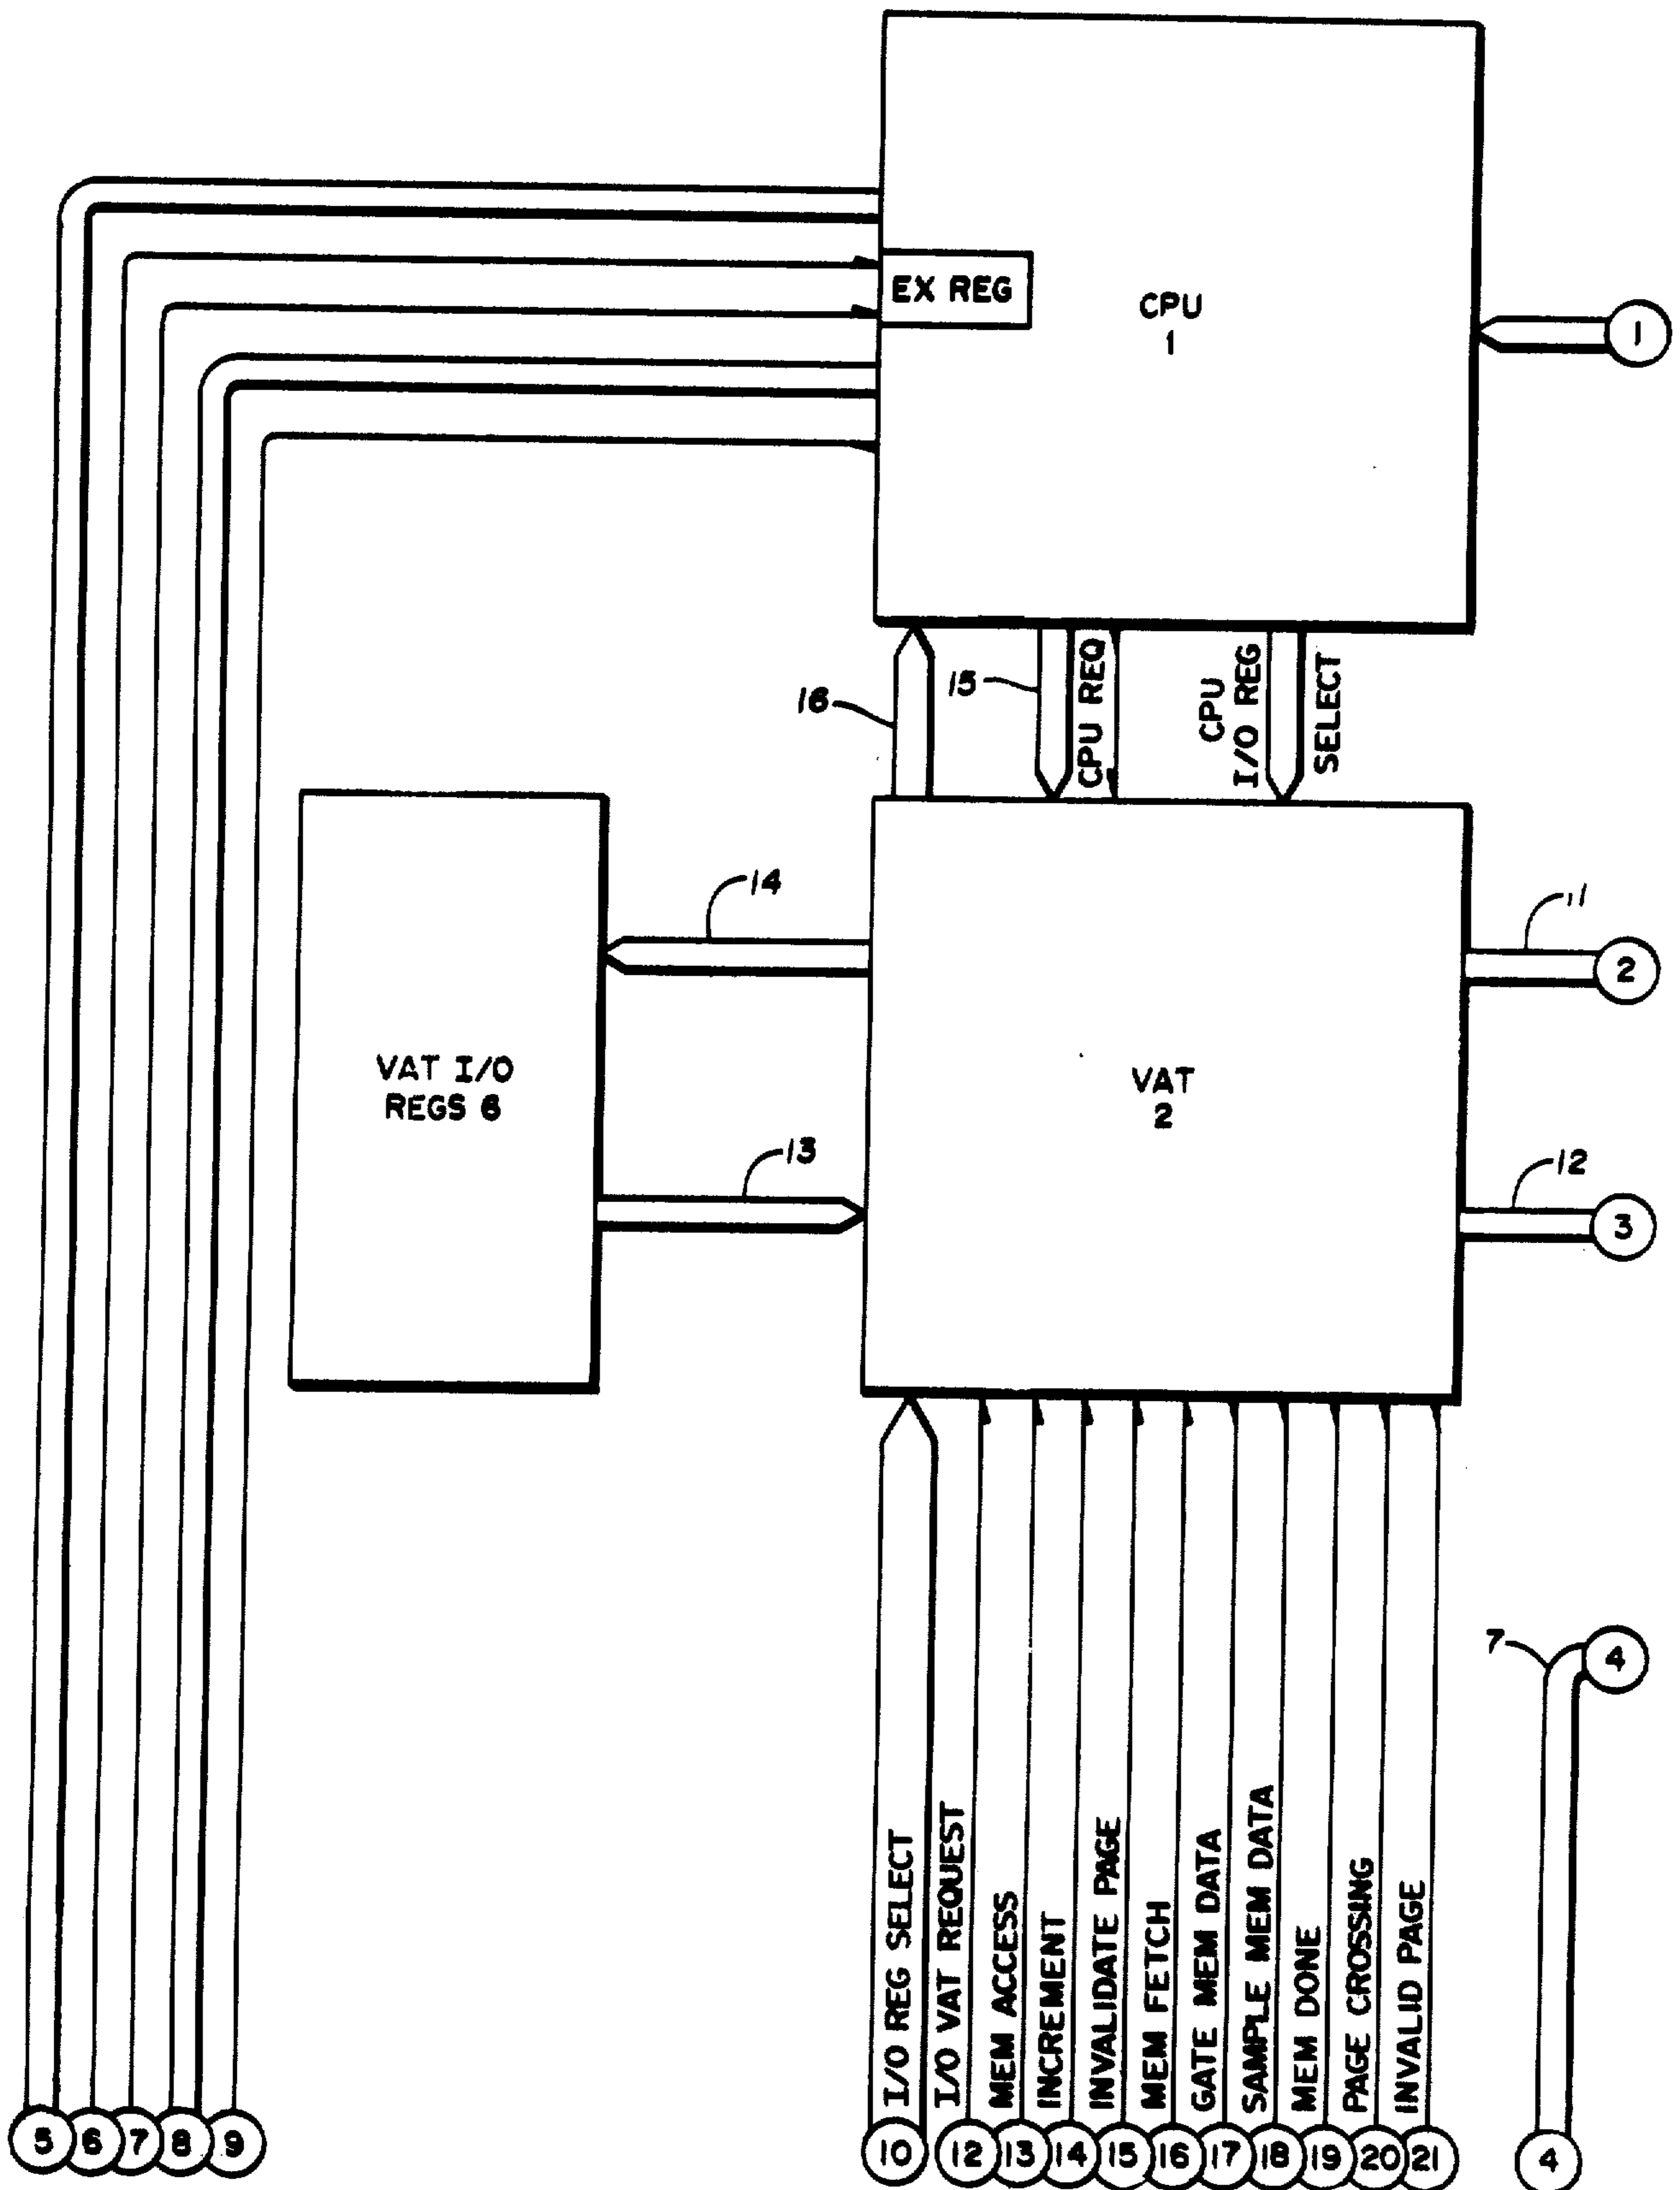 EX REG
CPU
1
1
16
15
CPU REQ
CPU
I/O REG
SELECT
14
11
2
VAT I/O
REGS 6
VAT
2
13
12
3
7
4
I/O REG SELECT
I/O VAT REQUEST
MEM ACCESS
INCREMENT
INVALIDATE PAGE
MEM FETCH
GATE MEM DATA
SAMPLE MEM DATA
MEM DONE
PAGE CROSSING
INVALID PAGE
5
6
7
8
9
10
12
13
14
15
16
17
18
19
20
21
4